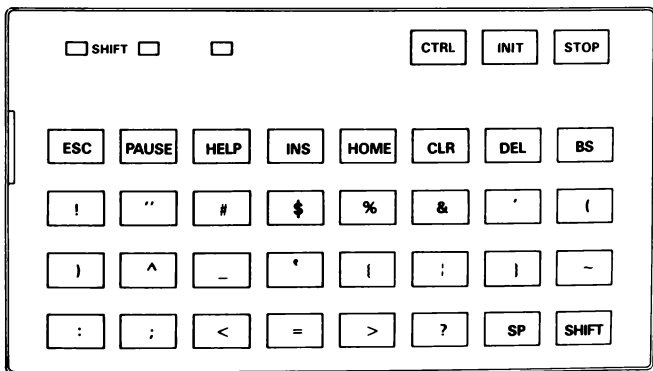 SHIFT CTRL INIT STOP
ESC PAUSE HELP INS HOME CLR DEL BS
! " # $ % & ' (
) ^ _ ` { ¦ } ~
: ; < = > ? SP SHIFT